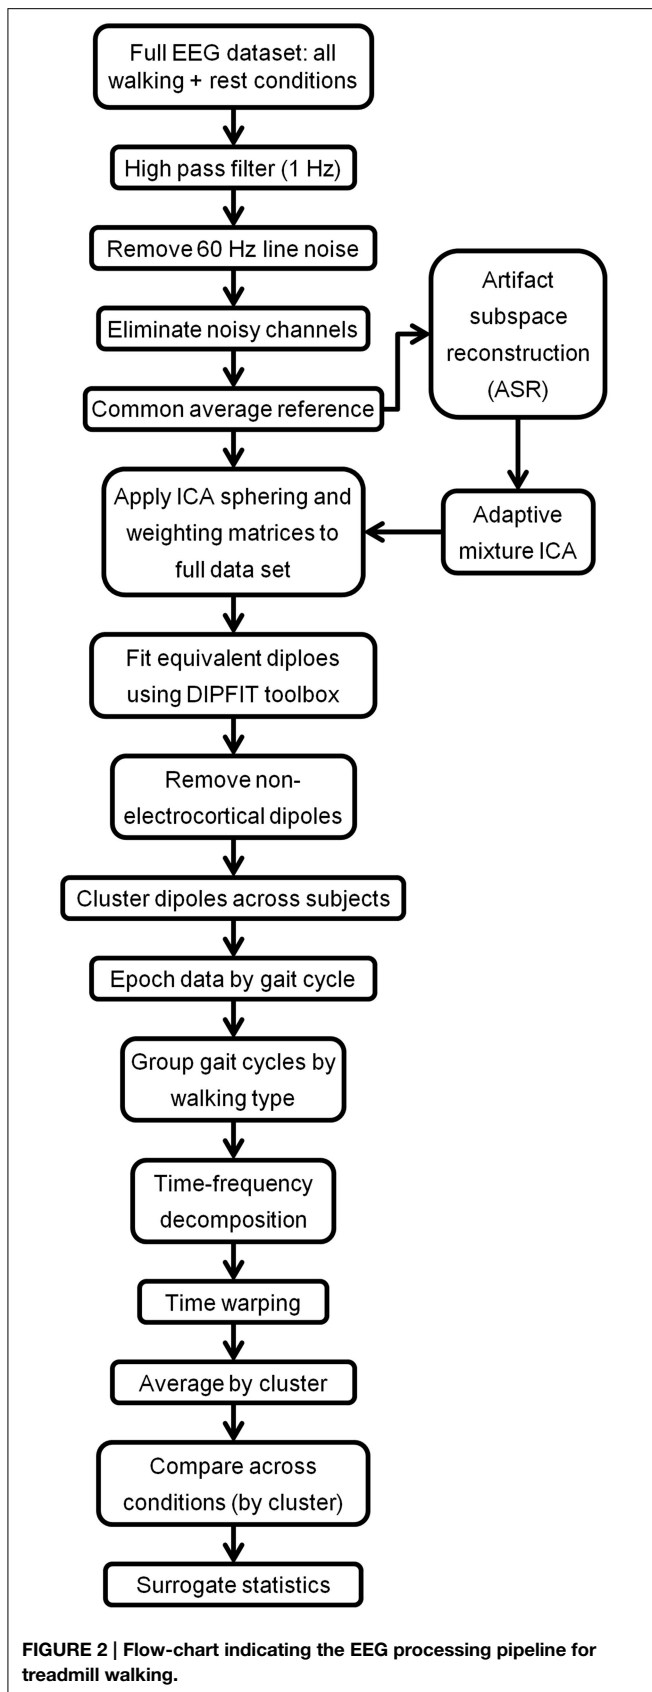 Full EEG dataset: all
walking + rest conditions
High pass filter (1 Hz)
Remove 60 Hz line noise
Eliminate noisy channels
Common average reference
Artifact
subspace
reconstruction
(ASR)
Adaptive
mixture ICA
Apply ICA sphering and
weighting matrices to
full data set
Fit equivalent diploes
using DIPFIT toolbox
Remove non-
electrocortical dipoles
Cluster dipoles across subjects
Epoch data by gait cycle
Group gait cycles by
walking type
Time-frequency
decomposition
Time warping
Average by cluster
Compare across
conditions (by cluster)
Surrogate statistics
FIGURE 2 | Flow-chart indicating the EEG processing pipeline for
treadmill walking.